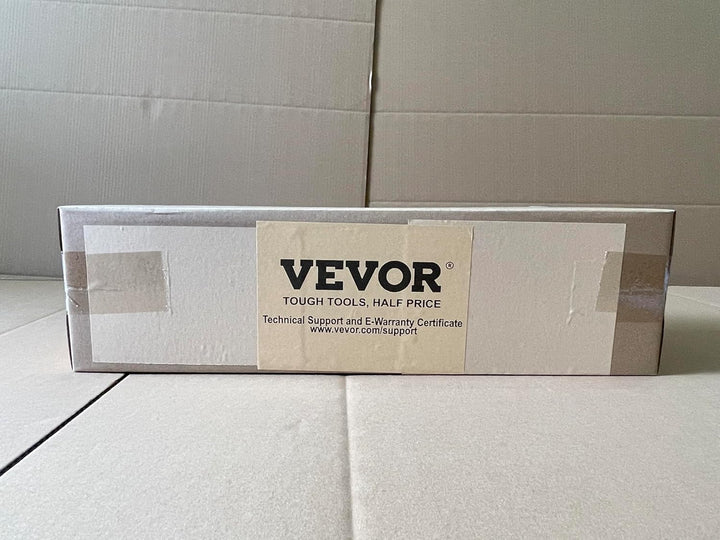 VEVOR®
TOUGH TOOLS, HALF PRICE
Technical Support and E-Warranty Certificate
www.vevor.com/support